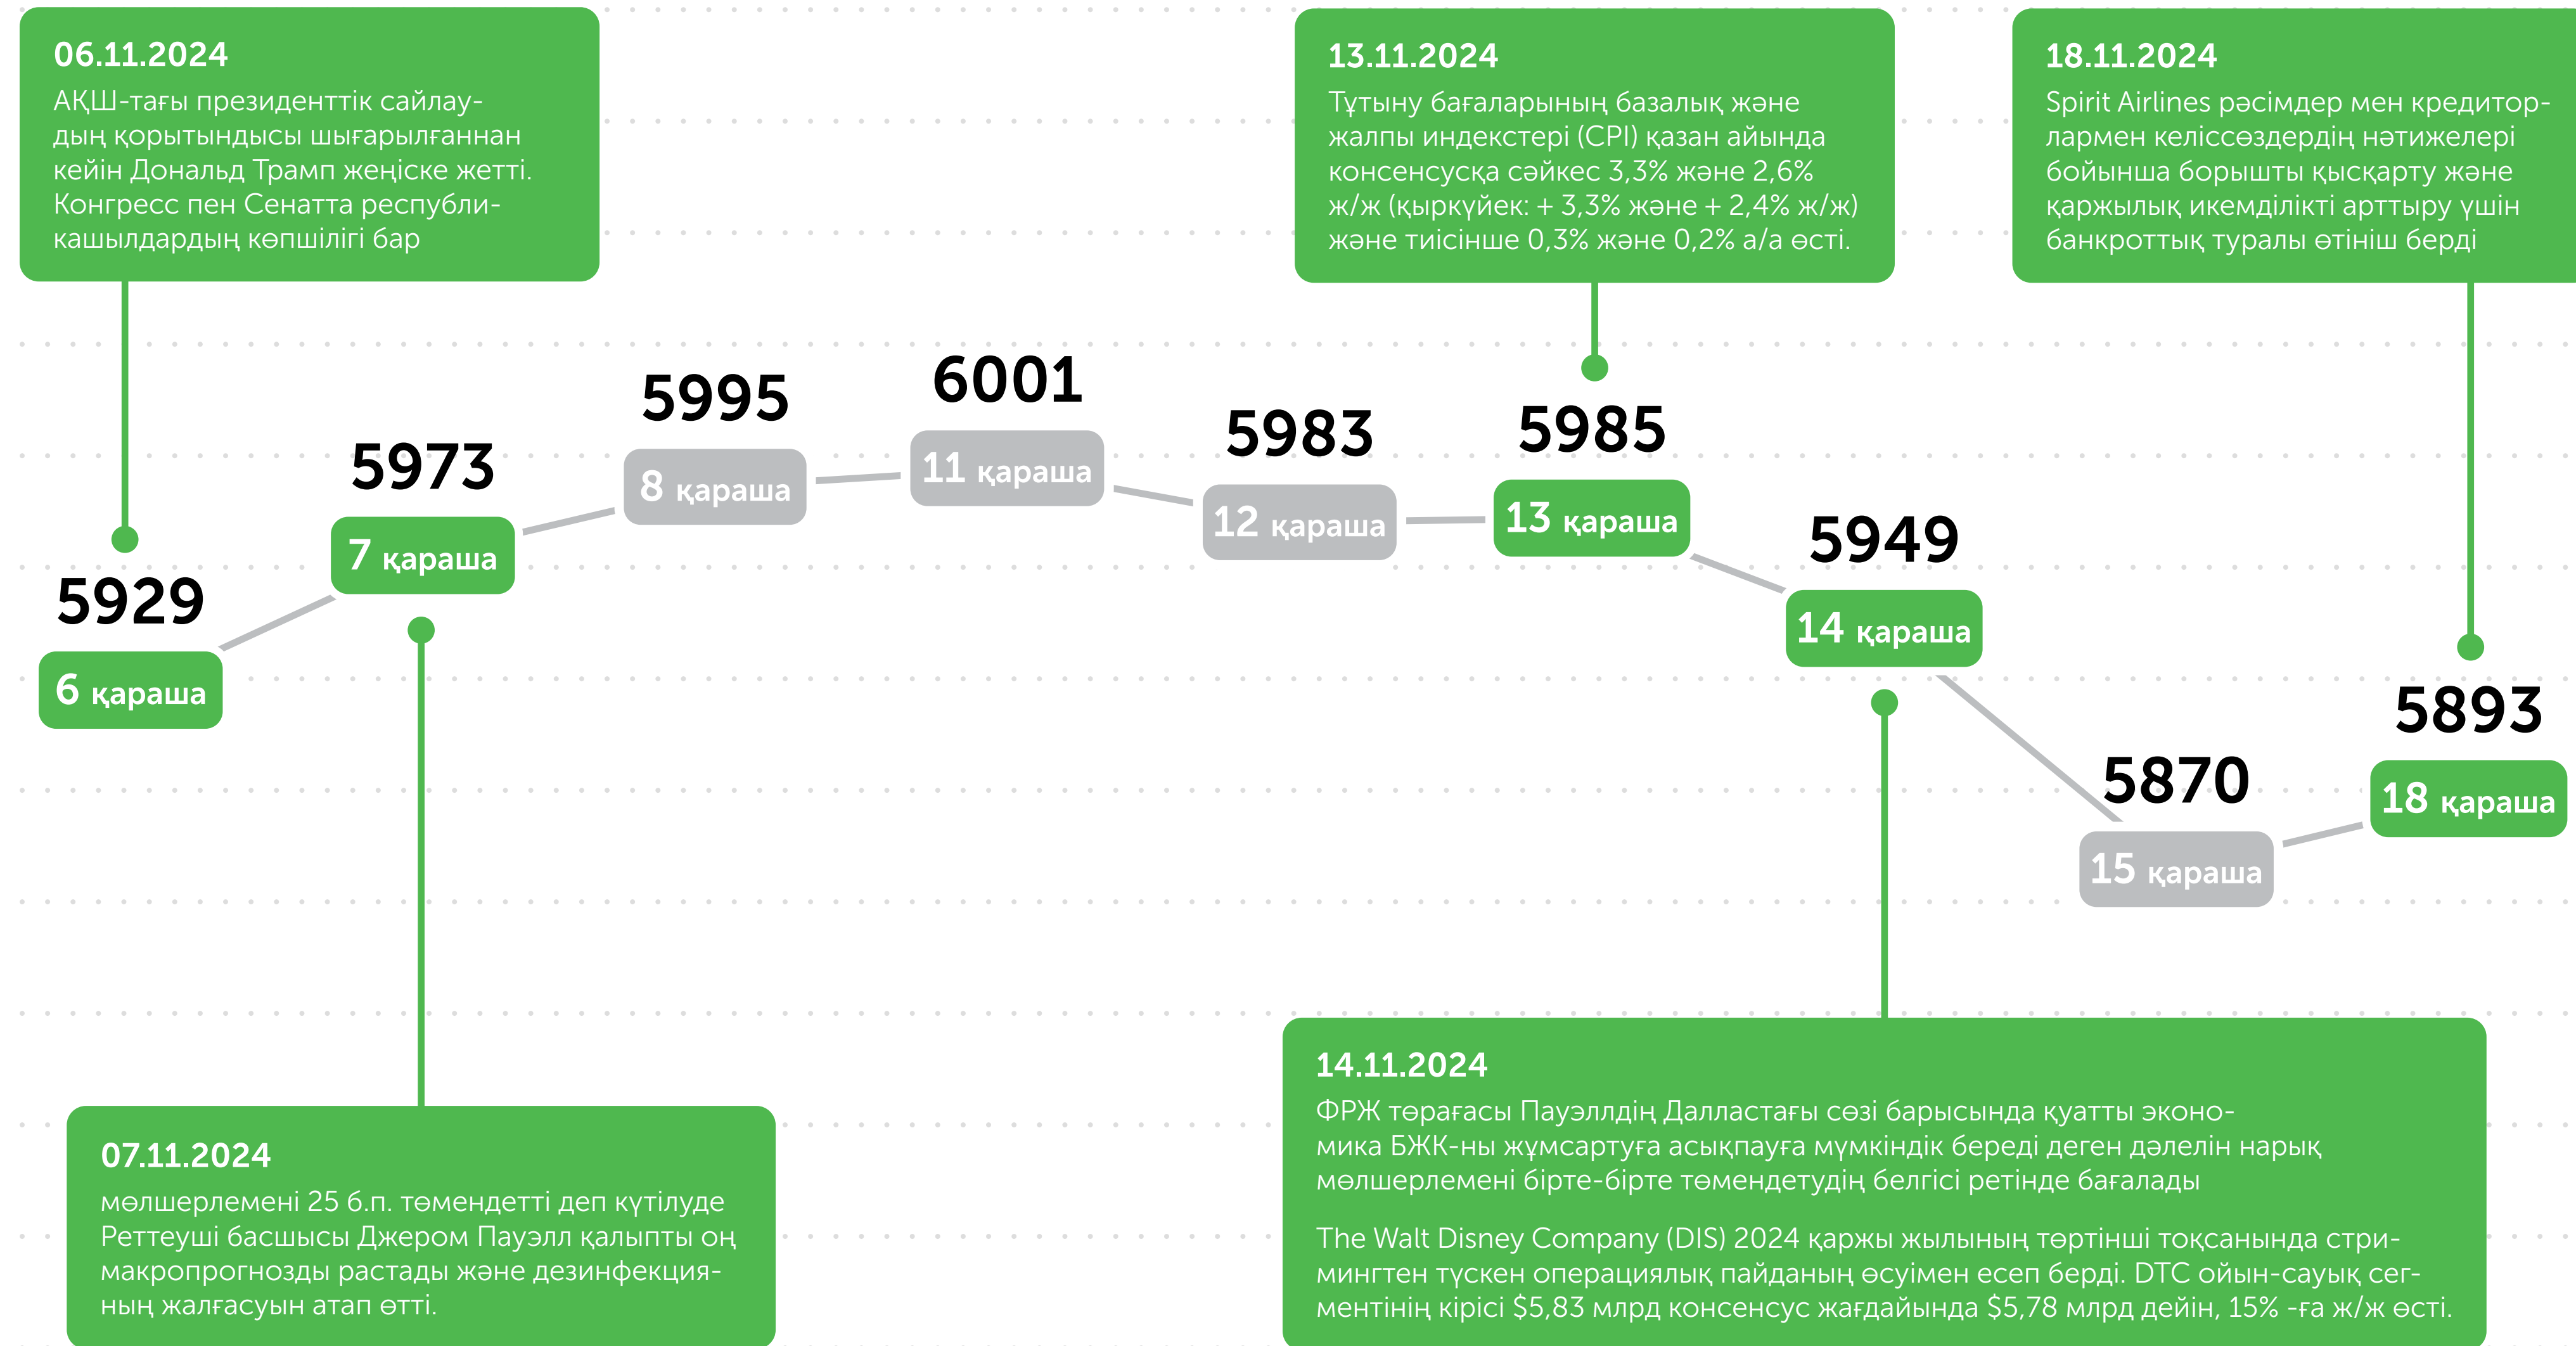 06.11.2024
АҚШ-тағы президенттік сайлау-
дың қорытындысы шығарылғаннан
кейін Дональд Трамп жеңіске жетті.
Конгресс пен Сенатта республи-
кашылдардың көпшілігі бар
13.11.2024
Тұтыну бағаларының базалық және
жалпы индекстері (CPI) қазан айында
консенсусқа сәйкес 3,3% және 2,6%
ж/ж (қыркүйек: + 3,3% және + 2,4% ж/ж)
және тиісінше 0,3% және 0,2% а/а өсті.
18.11.2024
Spirit Airlines рәсімдер мен кредитор-
лармен келіссөздердің нәтижелері
бойынша борышты қысқарту және
қаржылық икемділікті арттыру үшін
банкроттық туралы өтініш берді
5929
6 қараша
5973
7 қараша
5995
8 қараша
6001
11 қараша
5983
12 қараша
5985
13 қараша
5949
14 қараша
5870
15 қараша
5893
18 қараша
07.11.2024
мөлшерлемені 25 б.п. төмендетті деп күтілуде
Реттеуші басшысы Джером Пауэлл қалыпты оң
макропрогнозды растады және дезинфекция-
ның жалғасуын атап өтті.
14.11.2024
ФРЖ төрағасы Пауэллдің Далластағы сөзі барысында қуатты эконо-
мика БЖК-ны жұмсартуға асықпауға мүмкіндік береді деген дәлелін нарық
мөлшерлемені бірте-бірте төмендетудің белгісі ретінде бағалады
The Walt Disney Company (DIS) 2024 қаржы жылының төртінші тоқсанында стри-
мингтен түскен операциялық пайданың өсуімен есеп берді. DTC ойын-сауық сег-
ментінің кірісі $5,83 млрд консенсус жағдайында $5,78 млрд дейін, 15% -ға ж/ж өсті.